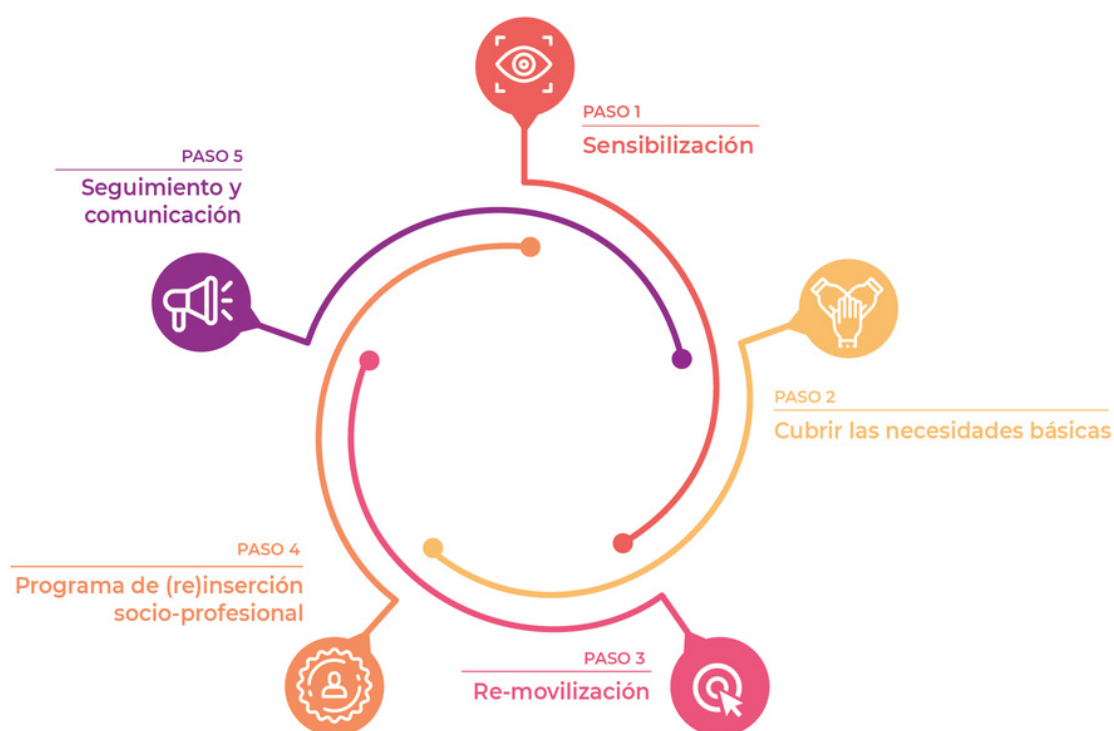 PASO 1
Sensibilización
PASO 2
Cubrir las necesidades básicas
PASO 3
Re-movilización
PASO 4
Programa de (re)inserción
socio-profesional
PASO 5
Seguimiento y
comunicación